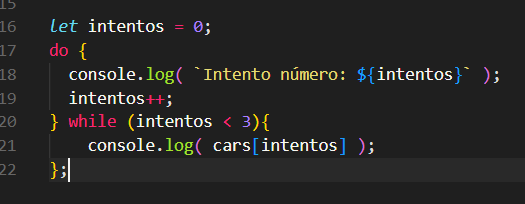 15
16 let intentos = 0;
17 do {
18 console.log( `Intento número: ${intentos}` );
19 intentos++;
20 } while (intentos < 3){
21 console.log( cars[intentos] );
22 };